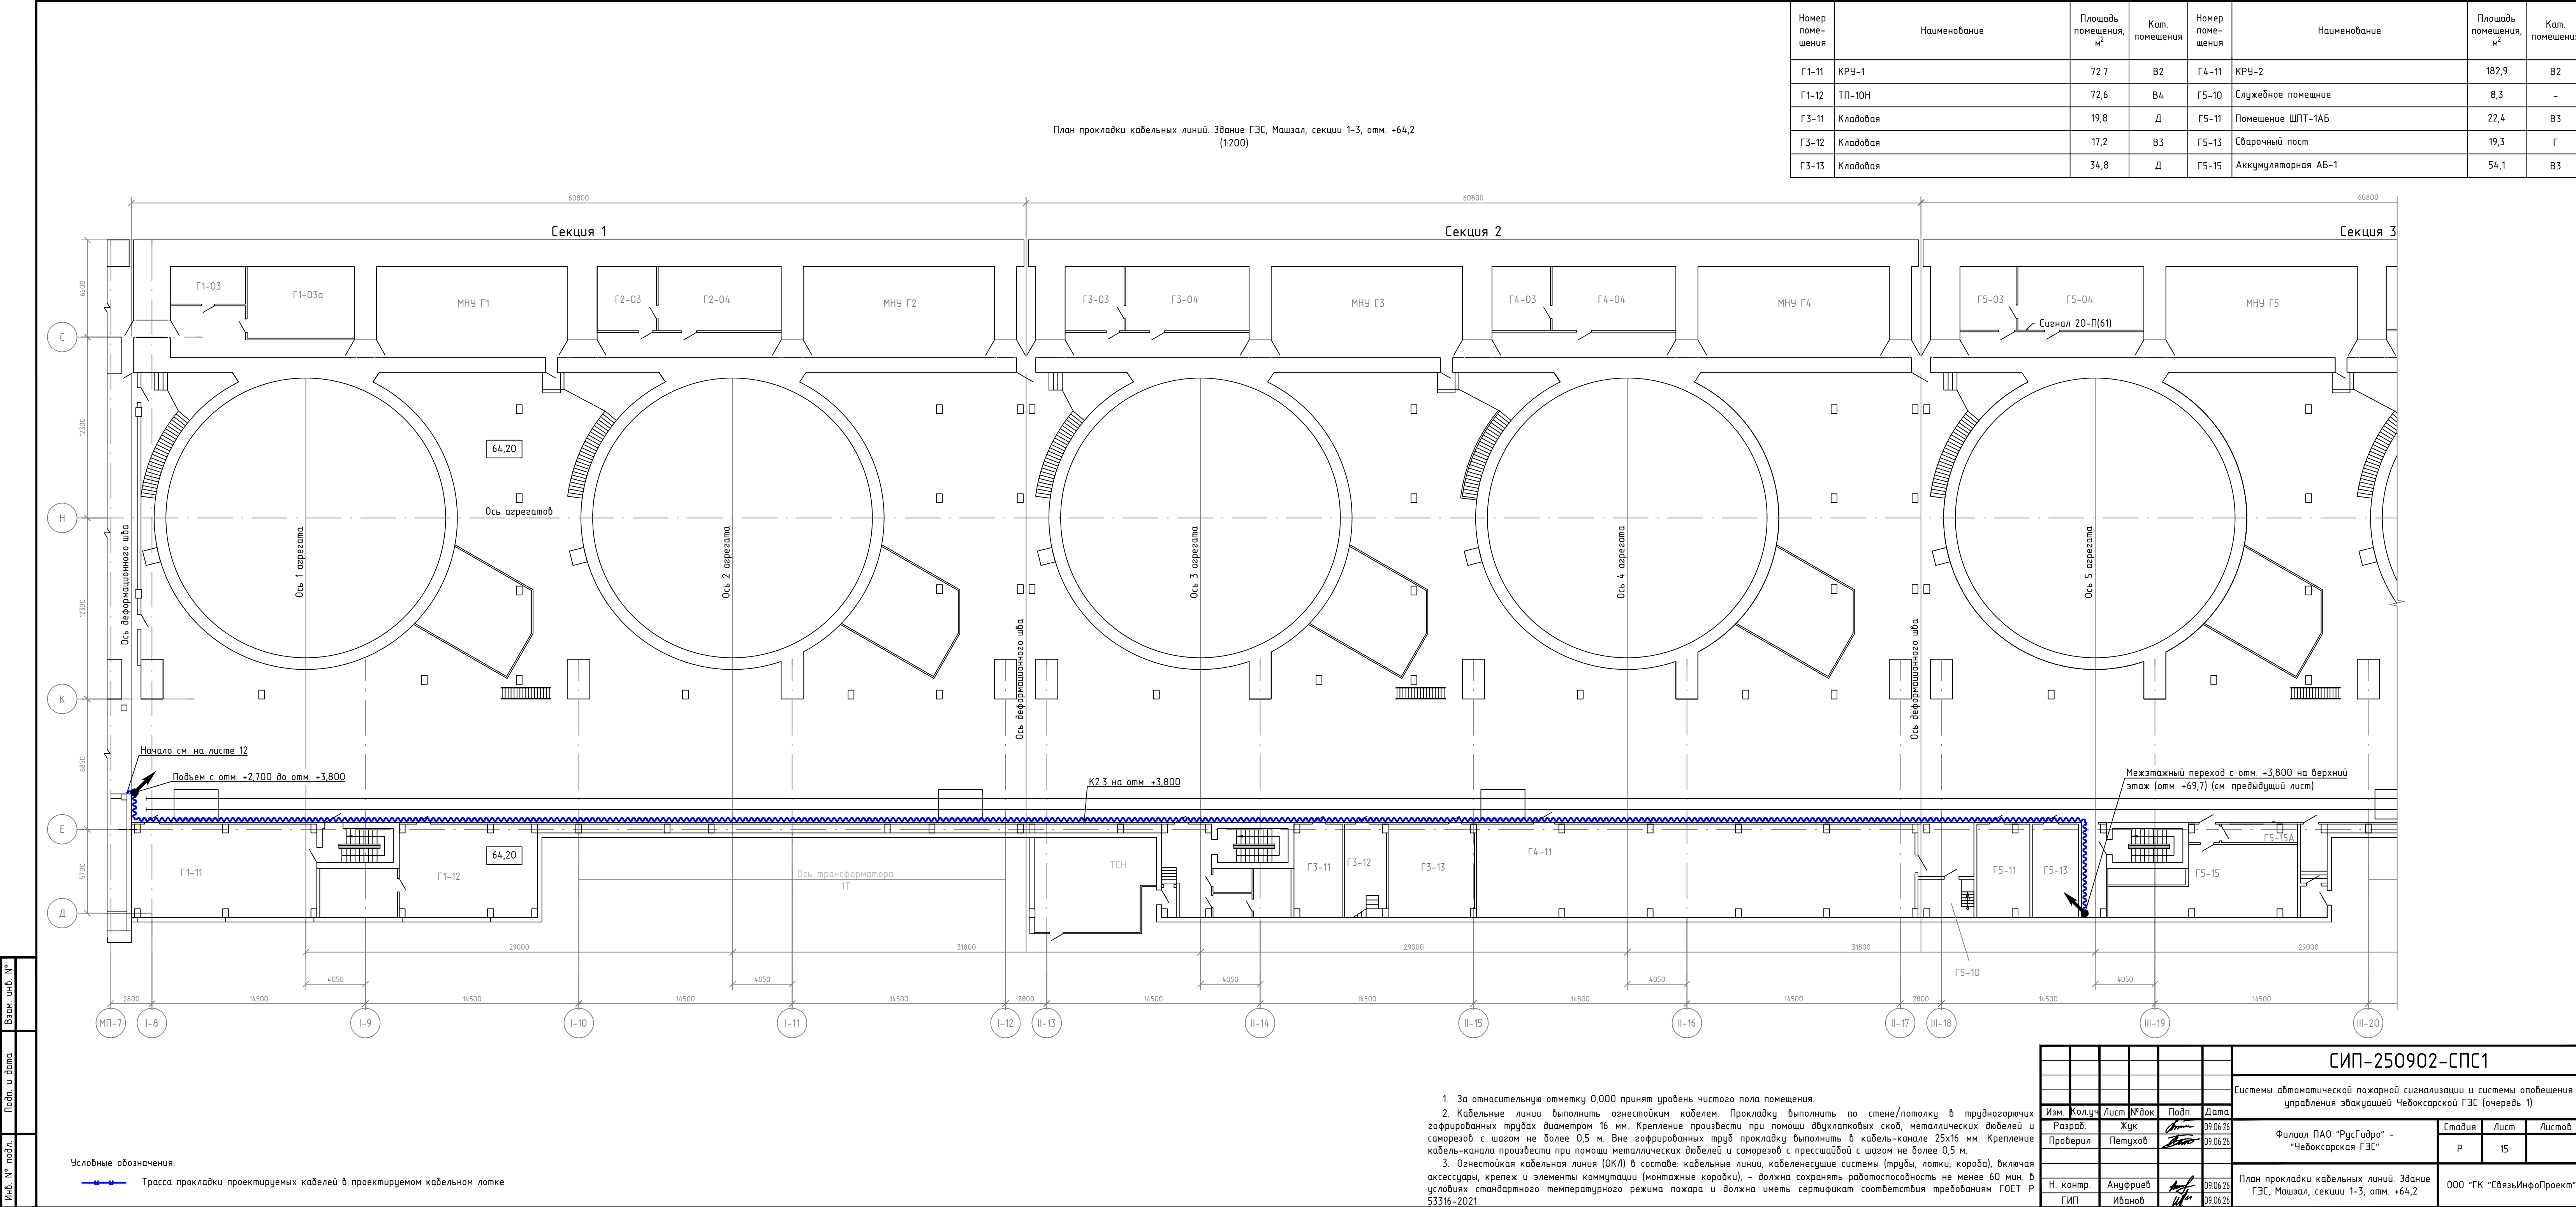 Номер поме- щения
Наименование
Площадь помещения, м2
Кат. помещения
Номер поме- щения
Наименование
Площадь помещения, м2
Кат. помещения
Г1-11 КРУ-1 72.7 В2 Г4-11 КРУ-2 182,9 В2
Г1-12 ТП-10Н 72,6 В4 Г5-10 Служебное помещние 8,3 -
Г3-11 Кладовая 19,8 Д Г5-11 Помещение ЩПТ-1АБ 22,4 В3
Г3-12 Кладовая 17,2 В3 Г5-13 Сварочный пост 19,3 Г
Г3-13 Кладовая 34,8 Д Г5-15 Аккумуляторная АБ-1 54,1 В3
План прокладки кабельных линий. Здание ГЭС, Машзал, секции 1-3, отм. +64,2
(1:200)
60800 60800 60800
Секция 1 Секция 2 Секция 3
Г1-03 Г1-03а МНУ Г1 Г2-03 Г2-04 МНУ Г2 Г3-03 Г3-04 МНУ Г3 Г4-03 Г4-04 МНУ Г4 Г5-03 Г5-04 МНУ Г5
Сигнал 20-П(61)
6600
С
12300
64,20
Н
Ось агрегатов
Ось деформационного шва
Ось 1 агрегата
Ось 2 агрегата
Ось деформационного шва
Ось 3 агрегата
Ось 4 агрегата
Ось деформационного шва
Ось 5 агрегата
12300
К
8850
Начало см. на листе 12
Подъем с отм. +2,700 до отм. +3,800
К2.3 на отм. +3,800
Межэтажный переход с отм. +3,800 на верхний
этаж (отм. +69,7) (см. предыдущий лист)
Е
5700
Д
Г1-11
64,20
Г1-12
Ось трансформатора
1Т
ТСН
Г3-11 Г3-12 Г3-13 Г4-11 Г5-11 Г5-13 Г5-15 Г5-15А
Г5-10
29000 31800 29000 31800 29000
4050 4050 4050 4050 4050
2800 14500 14500 14500 14500 2800 14500 14500 14500 14500 2800 14500 14500
МП-7 I-8 I-9 I-10 I-11 I-12 II-13 II-14 II-15 II-16 II-17 III-18 III-19 III-20
Взам. инв. №
Подп. и дата
Инв. № подл.
Условные обозначения:
Трасса прокладки проектируемых кабелей в проектируемом кабельном лотке
1. За относительную отметку 0,000 принят уровень чистого пола помещения.
2. Кабельные линии выполнить огнестойким кабелем. Прокладку выполнить по стене/потолку в трудногорючих
гофрированных трубах диаметром 16 мм. Крепление произвести при помощи двухлапковых скоб, металлических дюбелей и
саморезов с шагом не более 0,5 м. Вне гофрированных труб прокладку выполнить в кабель-канале 25х16 мм. Крепление
кабель-канала произвести при помощи металлических дюбелей и саморезов с прессшайбой с шагом не более 0,5 м.
3. Огнестойкая кабельная линия (ОКЛ) в составе: кабельные линии, кабеленесущие системы (трубы, лотки, короба), включая
аксессуары, крепеж и элементы коммутации (монтажные коробки), - должна сохранять работоспособность не менее 60 мин. в
условиях стандартного температурного режима пожара и должна иметь сертификат соответствия требованиям ГОСТ Р
53316-2021.
СИП-250902-СПС1
Системы автоматической пожарной сигнализации и системы оповещения
управления эвакуацией Чебоксарской ГЭС (очередь 1)
Изм. Кол.уч Лист №док. Подп. Дата
Разраб. Жук 09.06.26
Проверил Петухов 09.06.26
Н. контр. Ануфриев 09.06.26
ГИП Иванов 09.06.26
Филиал ПАО "РусГидро" -
"Чебоксарская ГЭС"
Стадия Лист Листов
Р 15
План прокладки кабельных линий. Здание
ГЭС, Машзал, секции 1-3, отм. +64,2
ООО "ГК "СвязьИнфоПроект"